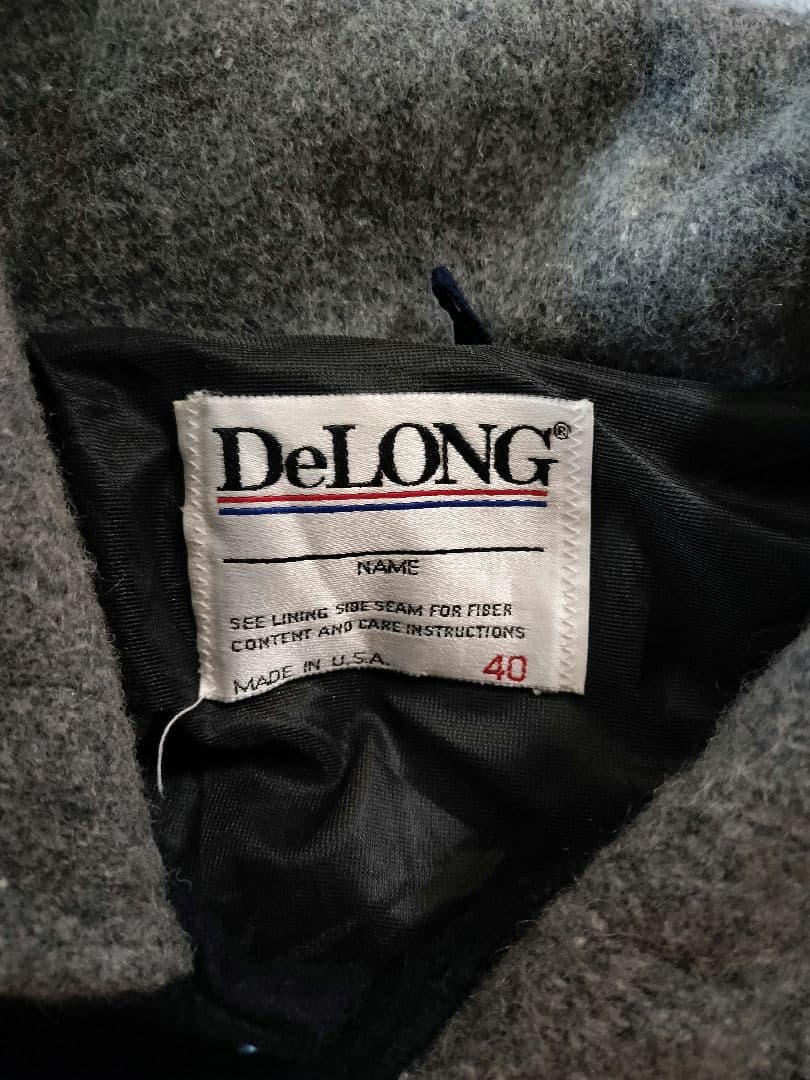 DeLONG®
NAME
SEE LINING SIDE SEAM FOR FIBER
CONTENT AND CARE INSTRUCTIONS
MADE IN U.S.A. 40